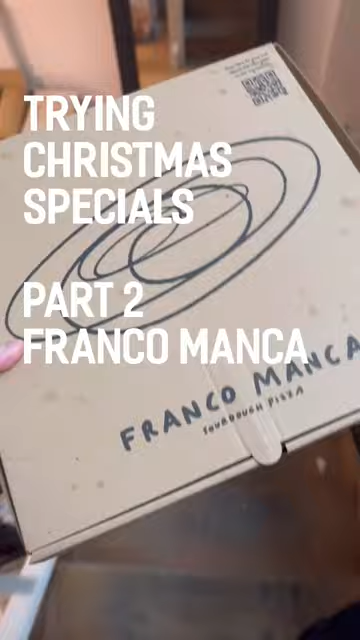 TRYING
CHRISTMAS
SPECIALS
PART 2
FRANCO MANCA
FRANCO MANCA
SOURDOUGH PIZZA